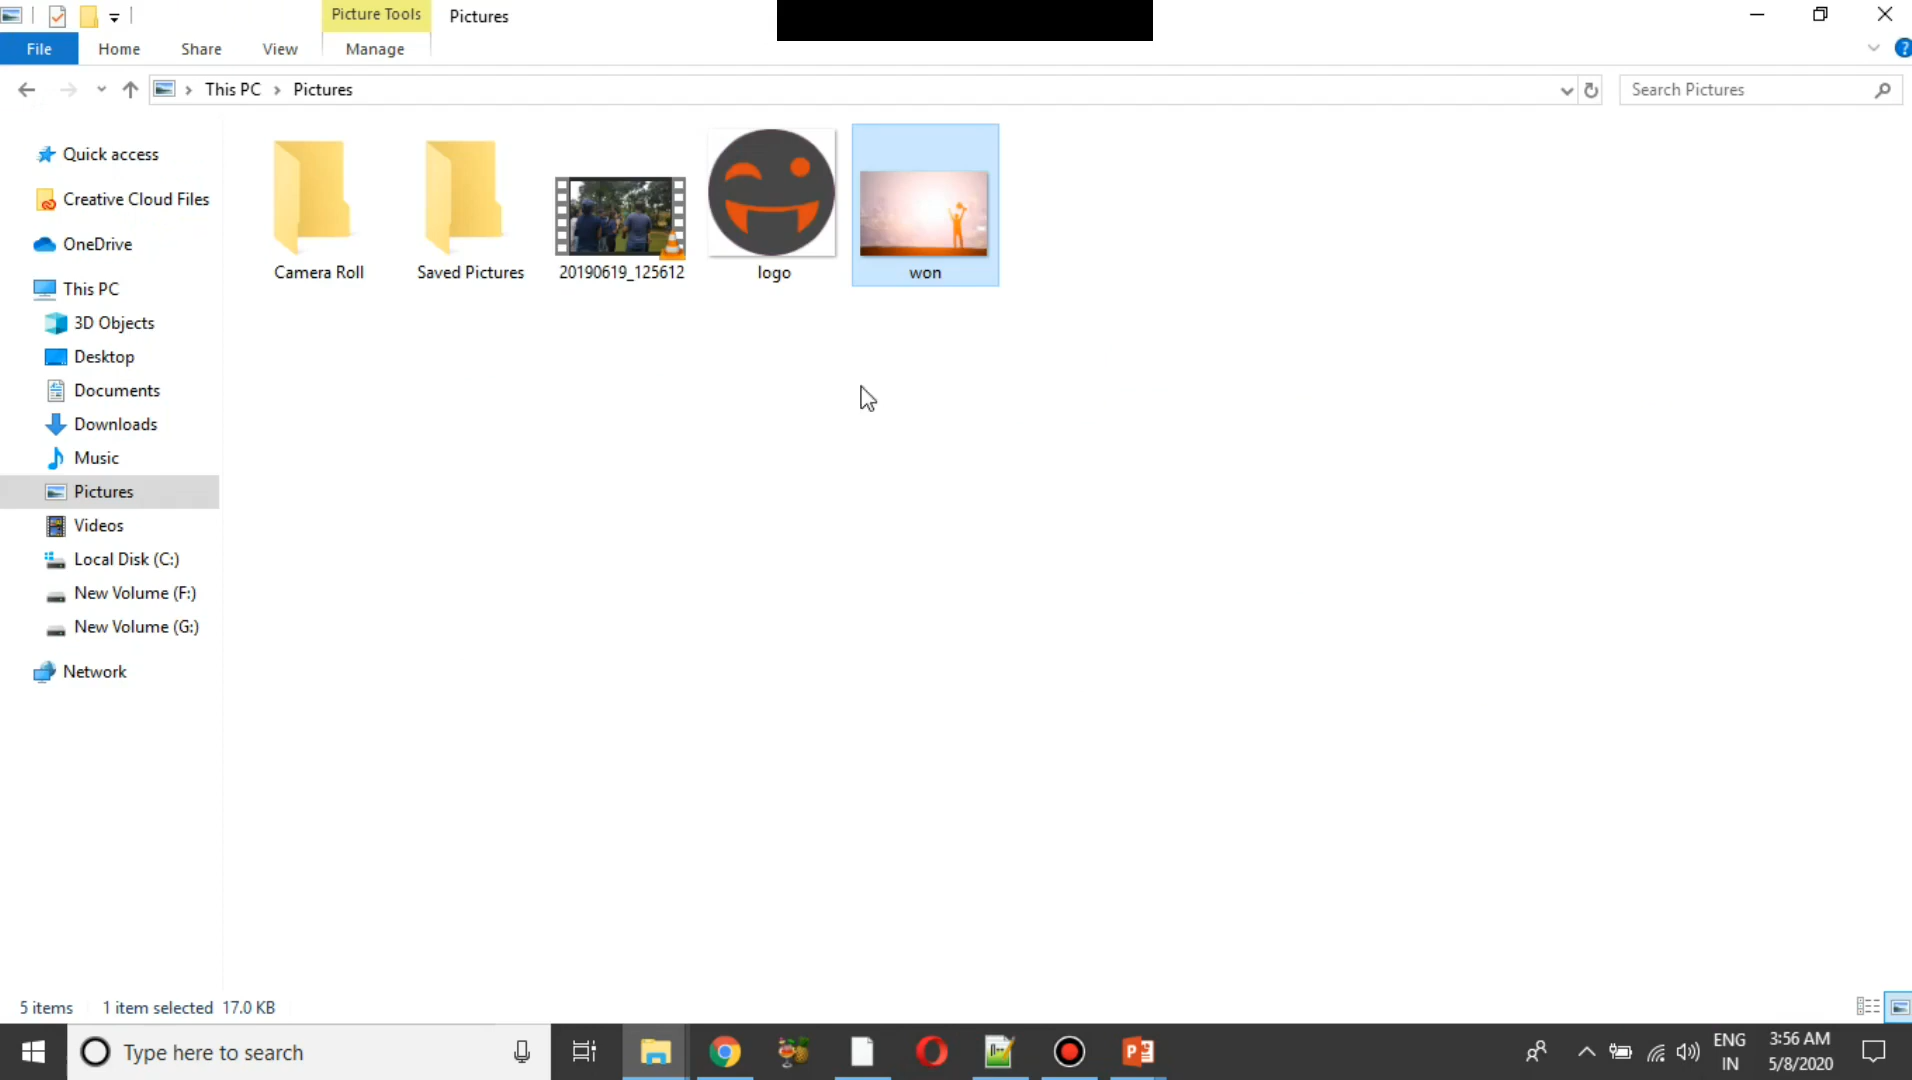 Picture Tools
Pictures
File
Home
Share
View
Manage
This PC
Pictures
Search Pictures
Quick access
Creative Cloud Files
OneDrive
This PC
3D Objects
Desktop
Documents
Downloads
Music
Pictures
Videos
Local Disk (C:)
New Volume (F:)
New Volume (G:)
Network
Camera Roll
Saved Pictures
20190619_125612
logo
won
5 items
1 item selected 17.0 KB
Type here to search
ENG
IN
3:56 AM
5/8/2020